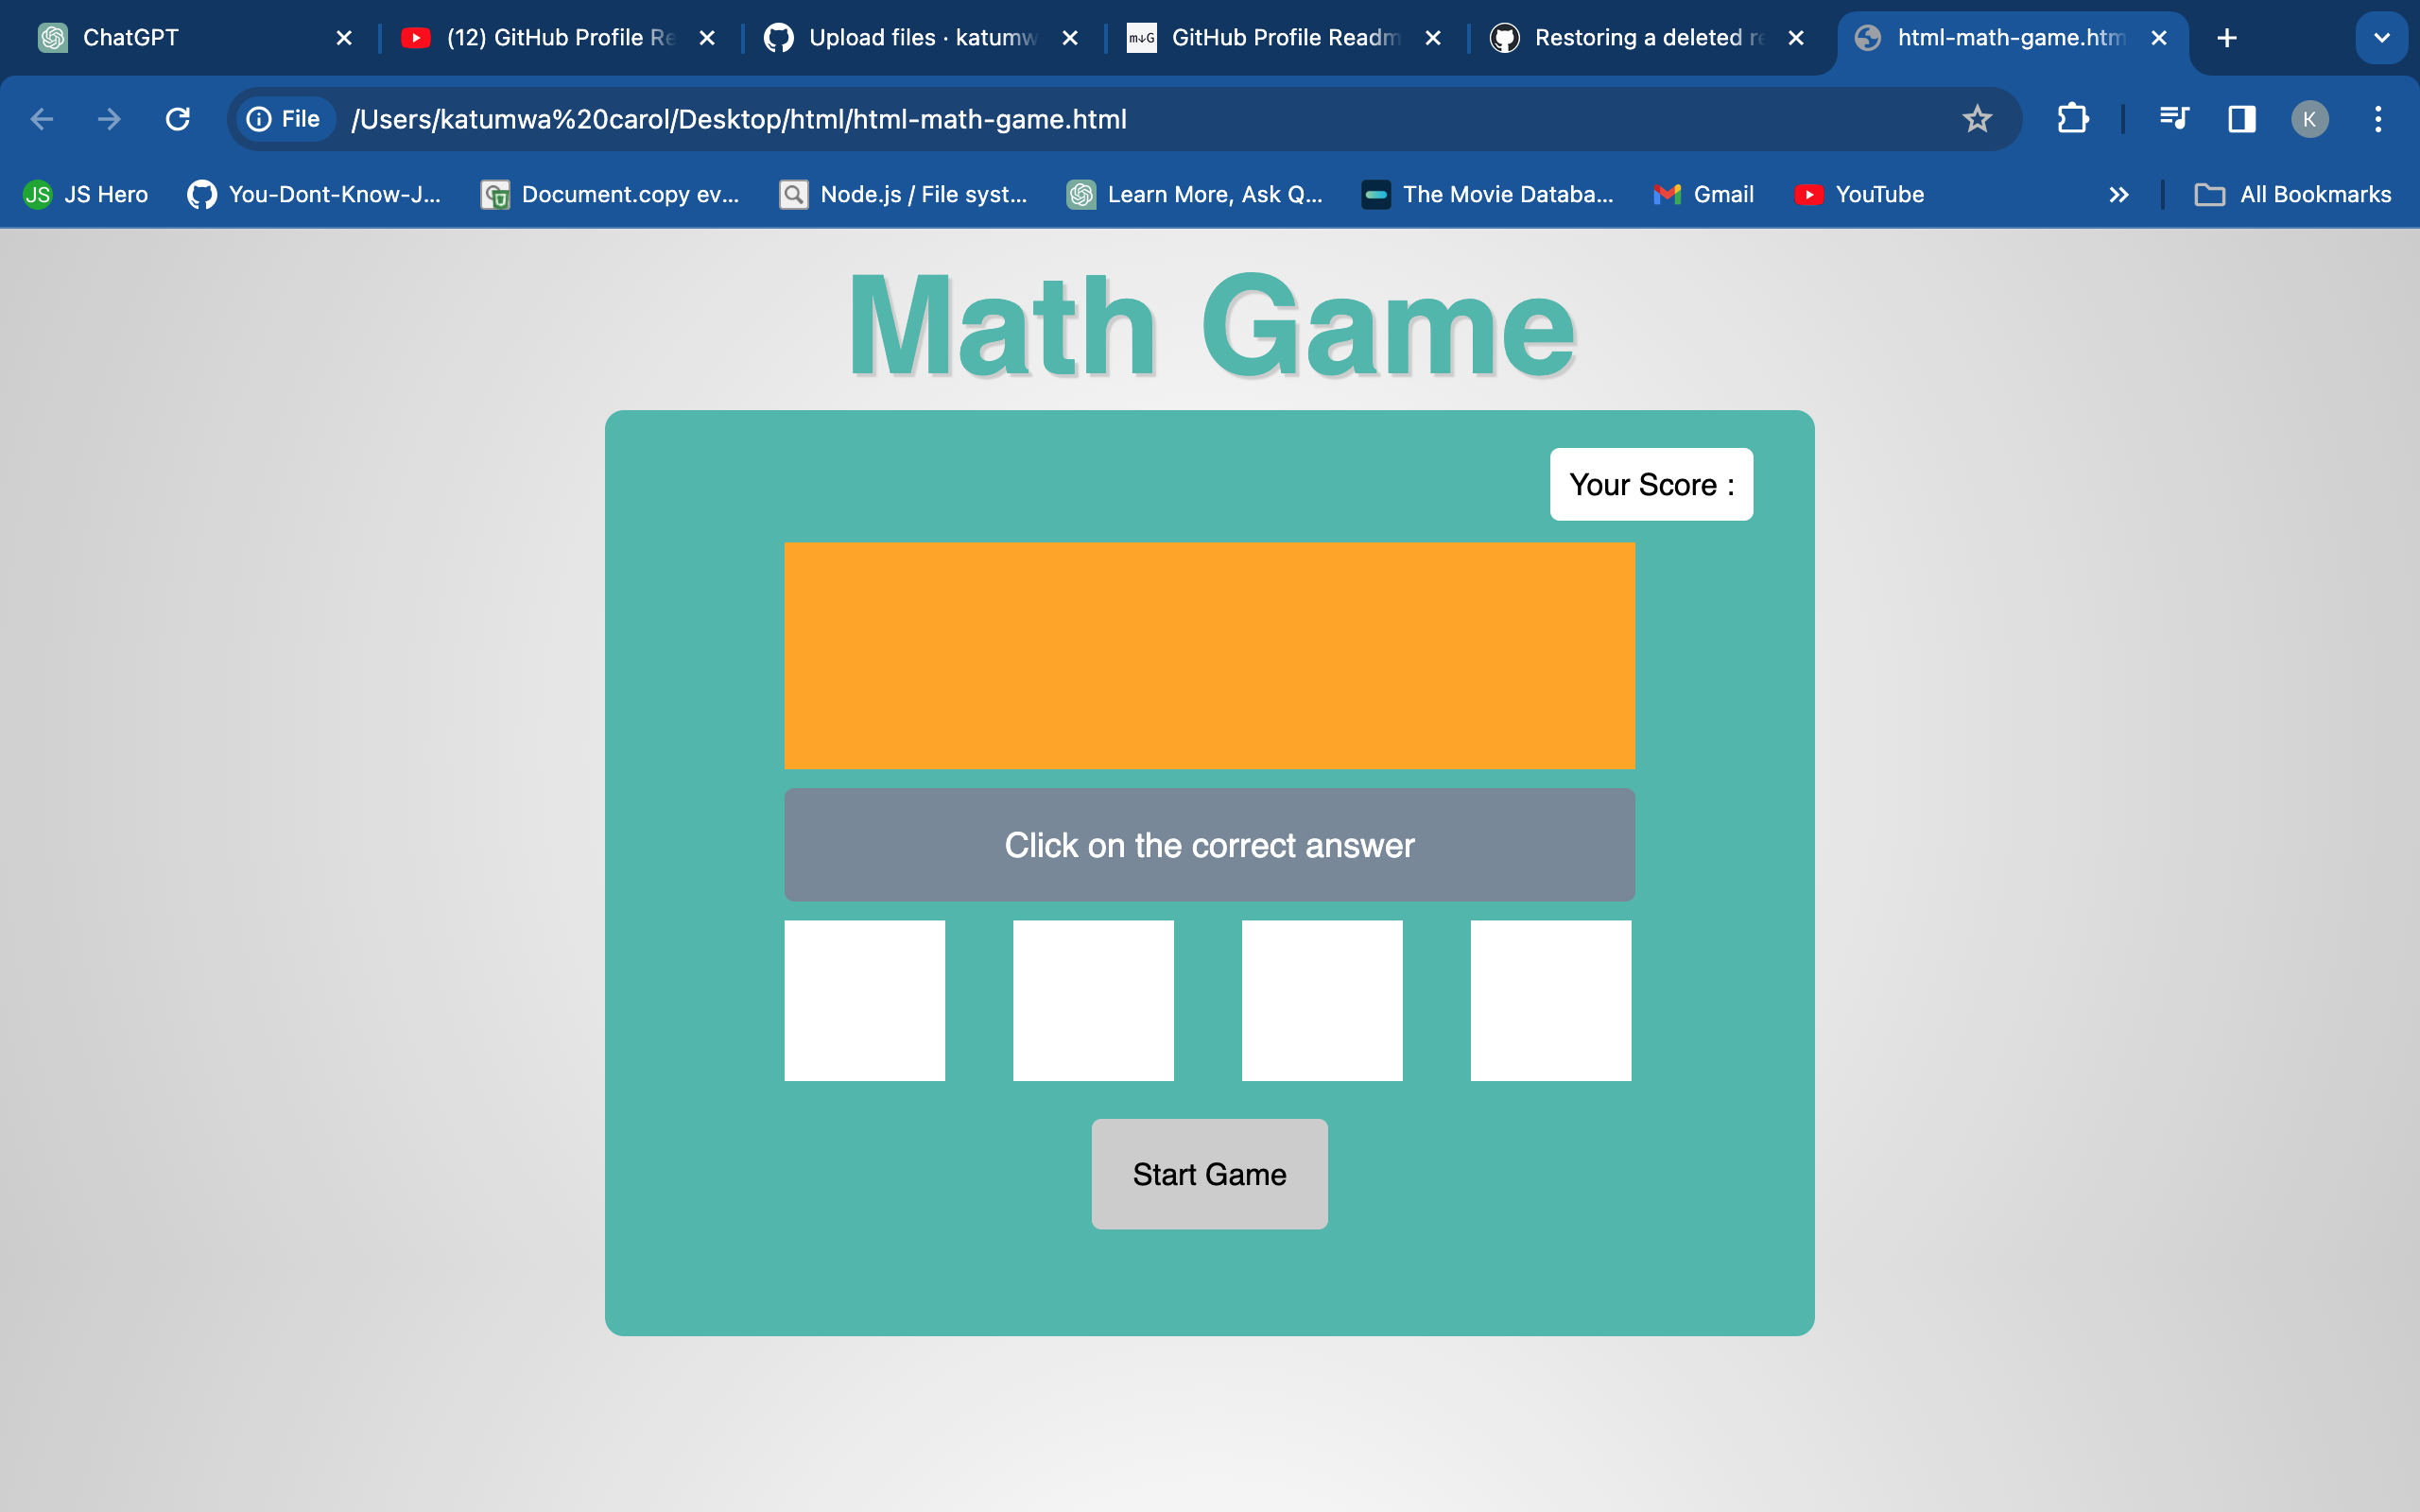 ChatGPT
(12) GitHub Profile Re
Upload files · katumw
m↓G GitHub Profile Readm
Restoring a deleted re
html-math-game.htm
File /Users/katumwa%20carol/Desktop/html/html-math-game.html
K
JS JS Hero
You-Dont-Know-J...
Document.copy ev...
Node.js / File syst...
Learn More, Ask Q...
The Movie Databa...
Gmail
YouTube
All Bookmarks
Math Game
Your Score :
Click on the correct answer
Start Game